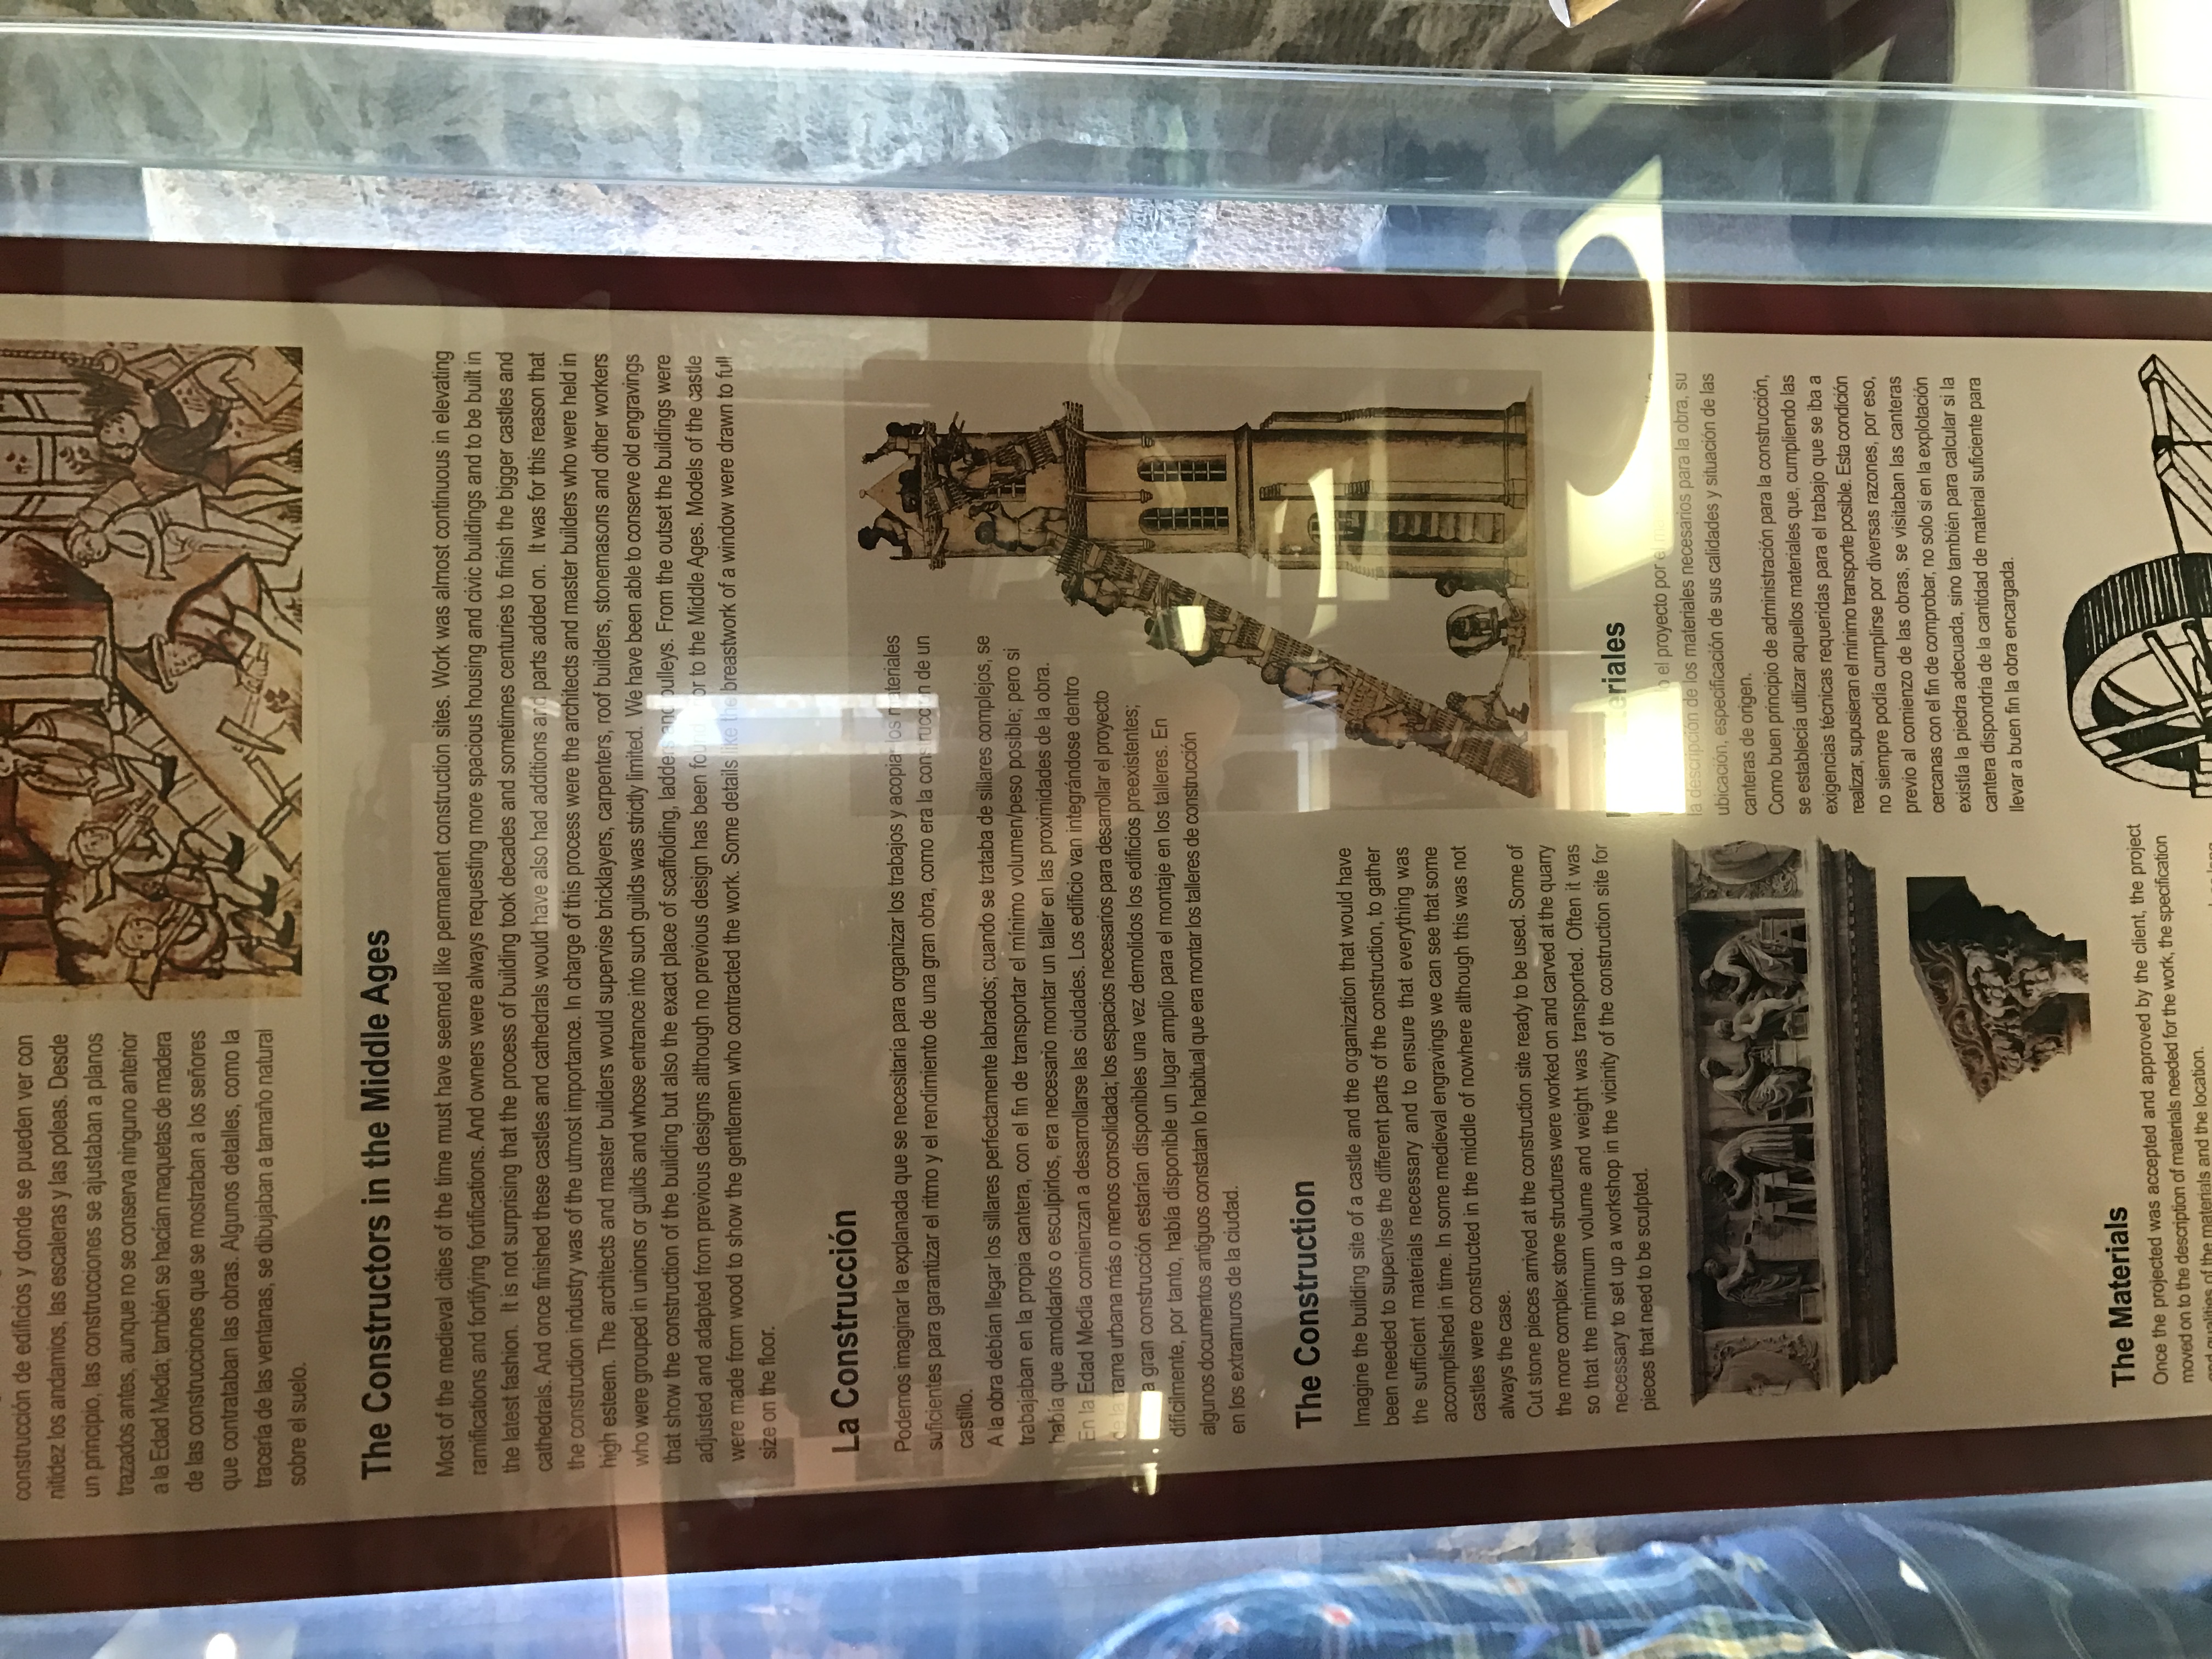 construcción de edificios y donde se pueden ver con
nitidez los andamios, las escaleras y las poleas. Desde
un principio, las construcciones se ajustaban a planos
trazados antes, aunque no se conserva ninguno anterior
a la Edad Media; también se hacían maquetas de madera
de las construcciones que se mostraban a los señores
que contrataban las obras. Algunos detalles, como la
tracería de las ventanas, se dibujaban a tamaño natural
sobre el suelo.
The Constructors in the Middle Ages
Most of the medieval cities of the time must have seemed like permanent construction sites. Work was almost continuous in elevating
ramifications and fortifying fortifications. And owners were always requesting more spacious housing and civic buildings and to be built in
the latest fashion. It is not surprising that the process of building took decades and sometimes centuries to finish the bigger castles and
cathedrals. And once finished these castles and cathedrals would have also had additions and parts added on. It was for this reason that
the construction industry was of the utmost importance. In charge of this process were the architects and master builders who were held in
high esteem. The architects and master builders would supervise bricklayers, carpenters, roof builders, stonemasons and other workers
who were grouped in unions or guilds and whose entrance into such guilds was strictly limited. We have been able to conserve old engravings
that show the construction of the building but also the exact place of scaffolding, ladders and pulleys. From the outset the buildings were
adjusted and adapted from previous designs although no previous design has been found prior to the Middle Ages. Models of the castle
were made from wood to show the gentlemen who contracted the work. Some details like the breastwork of a window were drawn to full
size on the floor.
La Construcción
Podemos imaginar la explanada que se necesitaría para organizar los trabajos y acopiar los materiales
suficientes para garantizar el ritmo y el rendimiento de una gran obra, como era la construcción de un
castillo.
A la obra debían llegar los sillares perfectamente labrados; cuando se trataba de sillares complejos, se
trabajaban en la propia cantera, con el fin de transportar el mínimo volumen/peso posible; pero si
había que amoldarlos o esculpirlos, era necesario montar un taller en las proximidades de la obra.
En la Edad Media comienzan a desarrollarse las ciudades. Los edificio van integrándose dentro
de la trama urbana más o menos consolidada; los espacios necesarios para desarrollar el proyecto
a gran construcción estarían disponibles una vez demolidos los edificios preexistentes;
difícilmente, por tanto, había disponible un lugar amplio para el montaje en los talleres. En
algunos documentos antiguos constatan lo habitual que era montar los talleres de construcción
en los extramuros de la ciudad.
The Construction
Imagine the building site of a castle and the organization that would have
been needed to supervise the different parts of the construction, to gather
the sufficient materials necessary and to ensure that everything was
accomplished in time. In some medieval engravings we can see that some
castles were constructed in the middle of nowhere although this was not
always the case.
Cut stone pieces arrived at the construction site ready to be used. Some of
the more complex stone structures were worked on and carved at the quarry
so that the minimum volume and weight was transported. Often it was
necessary to set up a workshop in the vicinity of the construction site for
pieces that need to be sculpted.
eriales
o el proyecto por el
la descripción de los materiales necesarios para la obra, su
ubicación, especificación de sus calidades y situación de las
canteras de origen.
Como buen principio de administración para la construcción,
se establecía utilizar aquellos materiales que, cumpliendo las
exigencias técnicas requeridas para el trabajo que se iba a
realizar, supusieran el mínimo transporte posible. Esta condición
no siempre podía cumplirse por diversas razones, por eso,
previo al comienzo de las obras, se visitaban las canteras
cercanas con el fin de comprobar, no solo si en la explotación
existía la piedra adecuada, sino también para calcular si la
cantera dispondría de la cantidad de material suficiente para
llevar a buen fin la obra encargada.
The Materials
Once the projected was accepted and approved by the client, the project
moved on to the description of materials needed for the work, the specification
and qualities of the materials and the location.